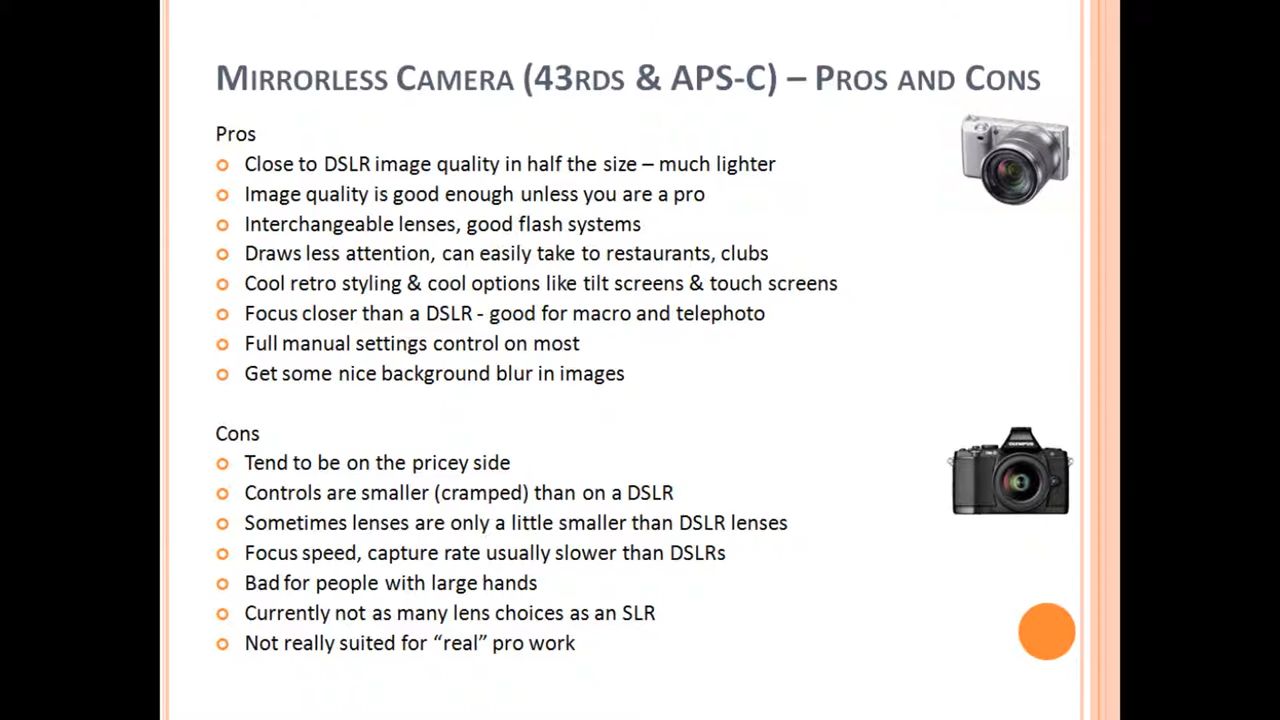 MIRRORLESS CAMERA (43RDS & APS-C) – PROS AND CONS
Pros
Close to DSLR image quality in half the size – much lighter
Image quality is good enough unless you are a pro
Interchangeable lenses, good flash systems
Draws less attention, can easily take to restaurants, clubs
Cool retro styling & cool options like tilt screens & touch screens
Focus closer than a DSLR - good for macro and telephoto
Full manual settings control on most
Get some nice background blur in images
Cons
Tend to be on the pricey side
Controls are smaller (cramped) than on a DSLR
Sometimes lenses are only a little smaller than DSLR lenses
Focus speed, capture rate usually slower than DSLRs
Bad for people with large hands
Currently not as many lens choices as an SLR
Not really suited for “real” pro work
OLYMPUS